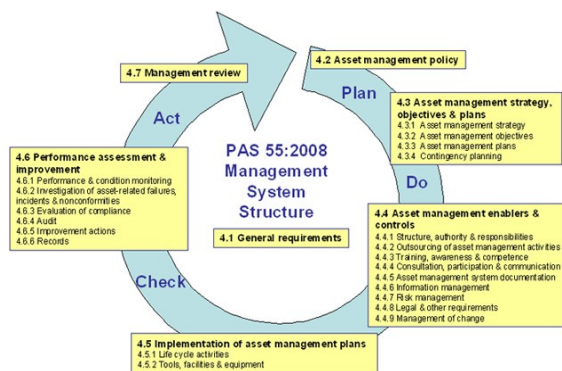 4.7 Management review
4.2 Asset management policy
Plan
Act
4.3 Asset management strategy,
objectives & plans
4.3.1 Asset management strategy
4.3.2 Asset management objectives
4.3.3 Asset management plans
4.3.4 Contingency planning
PAS 55:2008
Management
System
Structure
4.1 General requirements
4.6 Performance assessment &
improvement
4.6.1 Performance & condition monitoring
4.6.2 Investigation of asset-related failures,
incidents & nonconformities
4.6.3 Evaluation of compliance
4.6.4 Audit
4.6.5 Improvement actions
4.6.6 Records
Do
4.4 Asset management enablers &
controls
4.4.1 Structure, authority & responsibilities
4.4.2 Outsourcing of asset management activities
4.4.3 Training, awareness & competence
4.4.4 Consultation, participation & communication
4.4.5 Asset management system documentation
4.4.6 Information management
4.4.7 Risk management
4.4.8 Legal & other requirements
4.4.9 Management of change
Check
4.5 Implementation of asset management plans
4.5.1 Life cycle activities
4.5.2 Tools, facilities & equipment